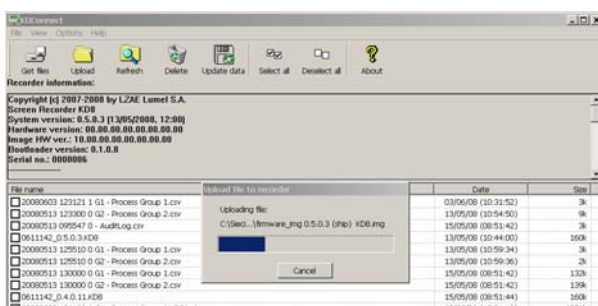 KDConnect
File View Options Help
Get files Upload Refresh Delete Update data Select all Deselect all About
Recorder information:
Copyright (c) 2007-2008 by LZAE Lumel S.A.
Screen Recorder KD8
System version: 0.5.0.3 (13/05/2008, 12:00)
Hardware version: 00.00.00.00.00.00.00.00
Image HW ver.: 10.00.00.00.00.00.00.00
Bootloader version: 0.1.0.8
Serial no.: 0000006
File name Date Size
20080603 123121 1 G1 - Process Group 1.csv 03/06/08 (10:31:52) 3k
20080513 123300 0 G2 - Process Group 2.csv 13/05/08 (10:54:50) 9k
20080513 095547 0 - AuditLog.csv 15/05/08 (08:51:42) 3k
0611142_0.5.0.3.KD8 13/05/08 (10:44:00) 160k
20080513 125510 0 G1 - Process Group 1.csv 13/05/08 (10:59:34) 3k
20080513 125510 0 G2 - Process Group 2.csv 13/05/08 (10:59:36) 2k
20080513 130000 0 G1 - Process Group 1.csv 15/05/08 (08:51:42) 132k
20080513 130000 0 G2 - Process Group 2.csv 15/05/08 (08:51:42) 139k
0611142_0.4.0.11.KD8 15/05/08 (08:51:44) 160k
Upload file to recorder
Uploading file:
C:\Sieci...\firmware_img 0.5.0.3 (ship) KD8.img
Cancel